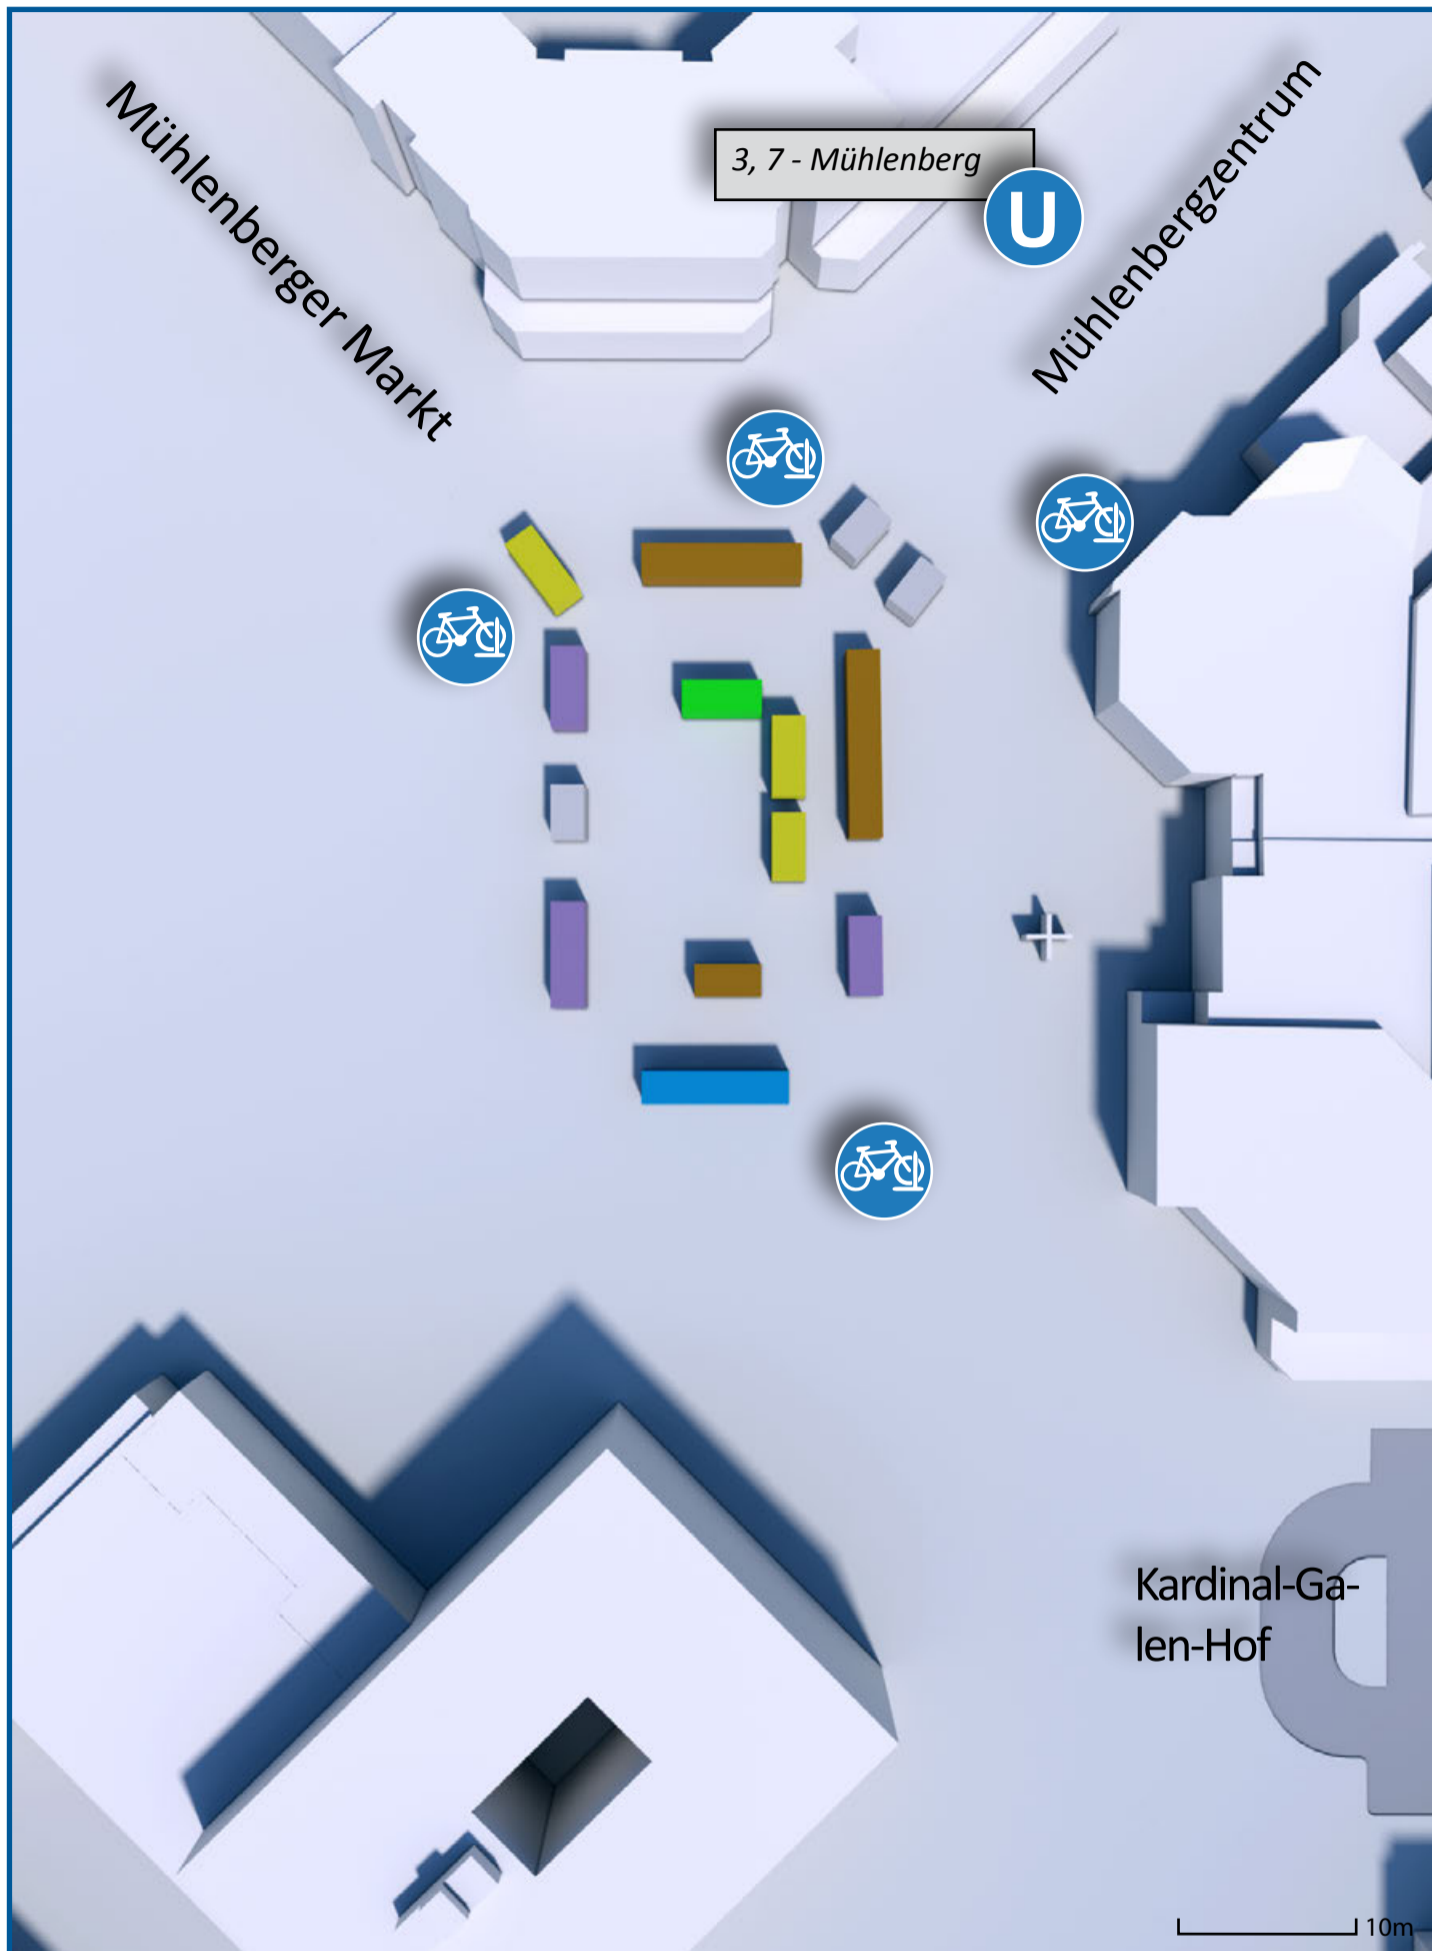 Mühlenberger Markt
3, 7 - Mühlenberg
U
Mühlenbergzentrum
Kardinal-Ga-
len-Hof
10m